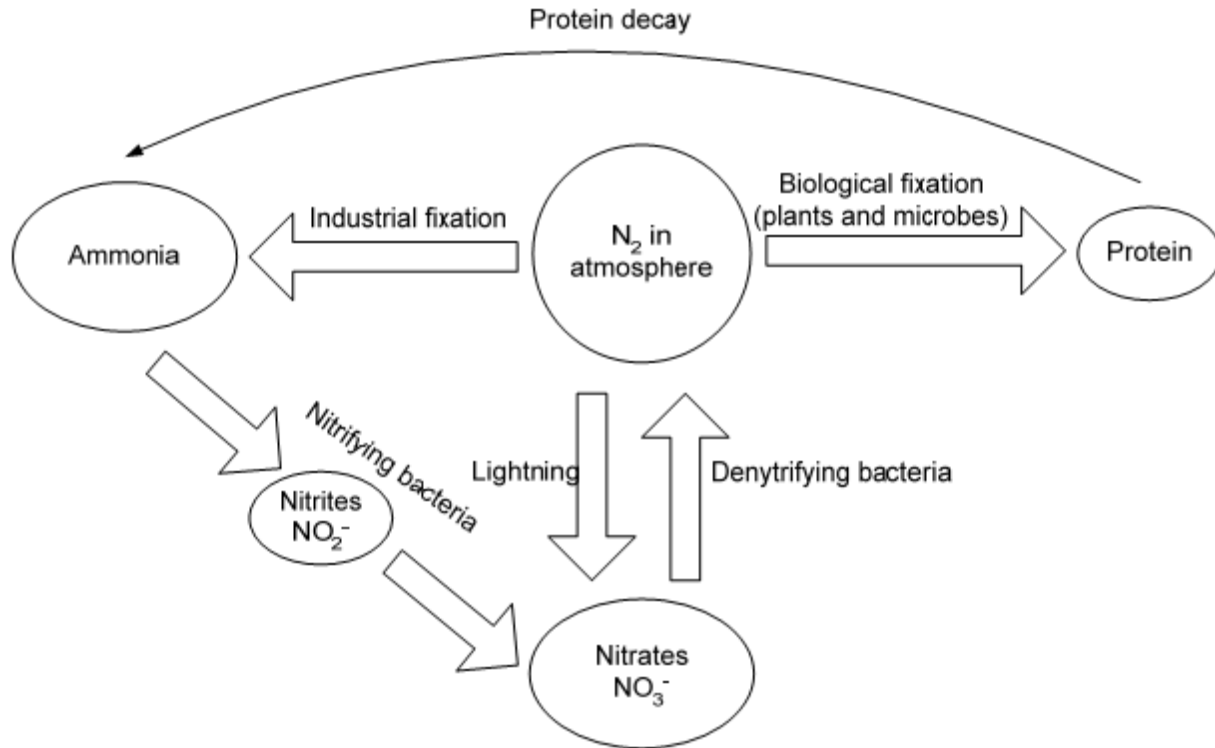 Protein decay
Biological fixation
(plants and microbes)
Industrial fixation
Ammonia
N₂ in
atmosphere
Protein
Nitrifying bacteria
Lightning
Denytrifying bacteria
Nitrites
NO₂⁻
Nitrates
NO₃⁻